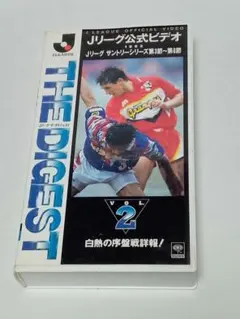 J LEAGUE OFFICIAL VIDEO
Jリーグ公式ビデオ
1993
Jリーグ サントリーシリーズ第3節〜第4節
J
THE DIGEST
VOL.
2
白熱の序盤戦詳報!